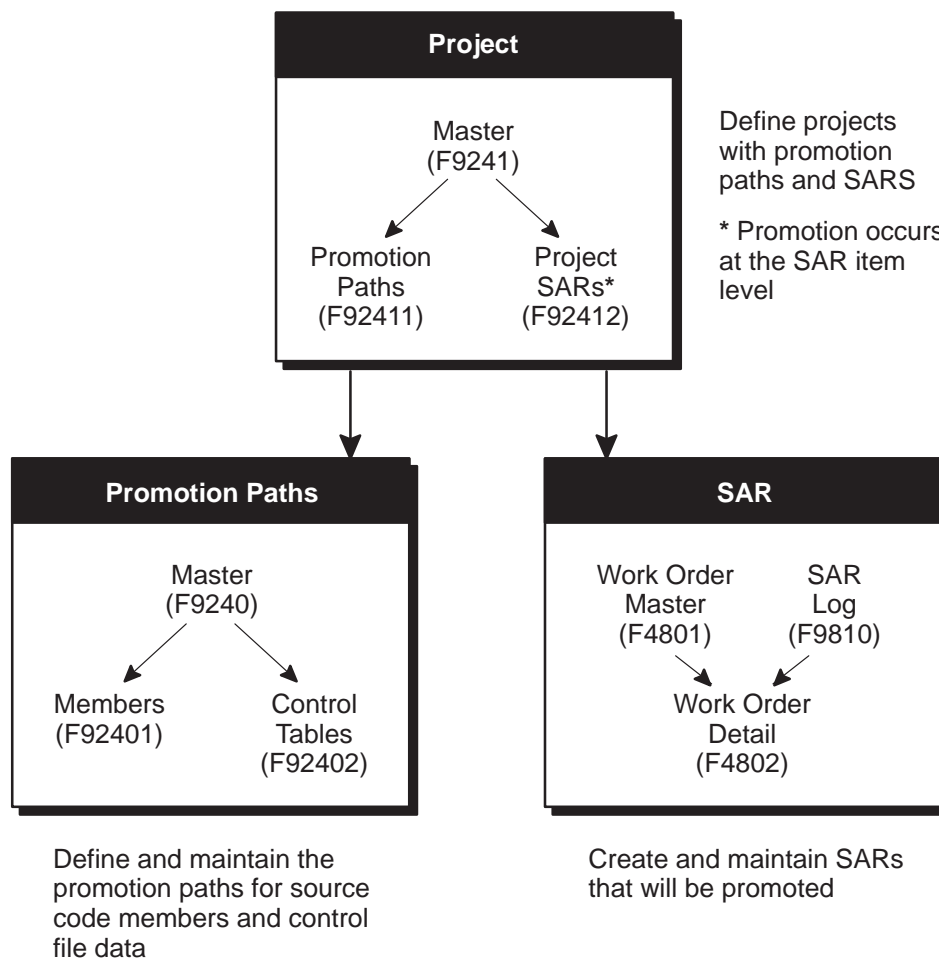 Project
Master
(F9241)
Promotion
Paths
(F92411)
Project
SARs*
(F92412)
Define projects
with promotion
paths and SARS
* Promotion occurs
at the SAR item
level
Promotion Paths
Master
(F9240)
Members
(F92401)
Control
Tables
(F92402)
Define and maintain the
promotion paths for source
code members and control
file data
SAR
Work Order
Master
(F4801)
SAR
Log
(F9810)
Work Order
Detail
(F4802)
Create and maintain SARs
that will be promoted